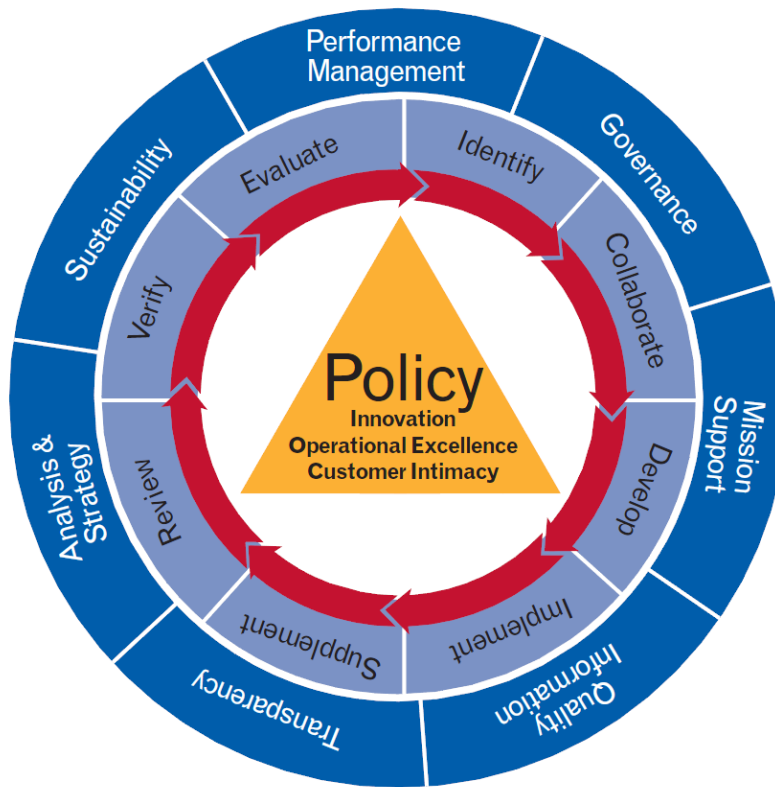 Performance
Management
Governance
Mission
Support
Quality
Information
Transparency
Analysis &
Strategy
Sustainability
Identify
Collaborate
Develop
Implement
Supplement
Review
Verify
Evaluate
Policy
Innovation
Operational Excellence
Customer Intimacy